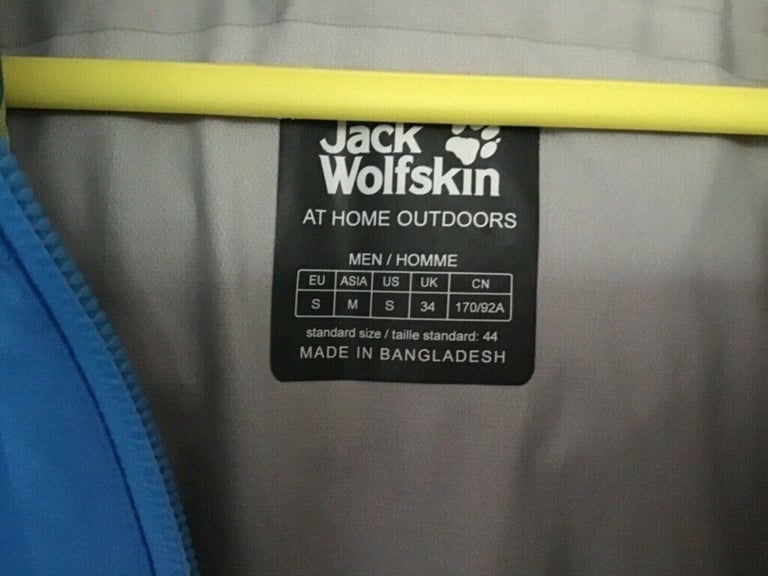 Jack
Wolfskin
AT HOME OUTDOORS
MEN / HOMME
EU ASIA US UK CN
S M S 34 170/92A
standard size / taille standard: 44
MADE IN BANGLADESH